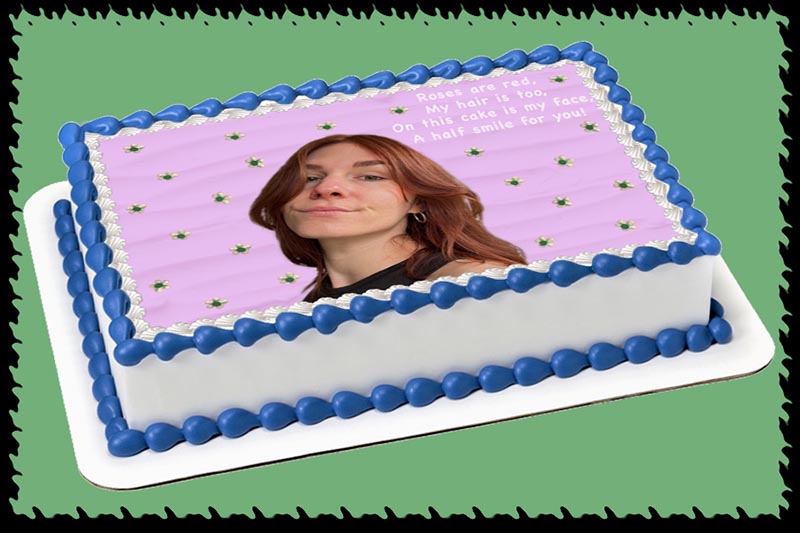 Roses are red,
My hair is too,
On this cake is my face,
A half smile for you!